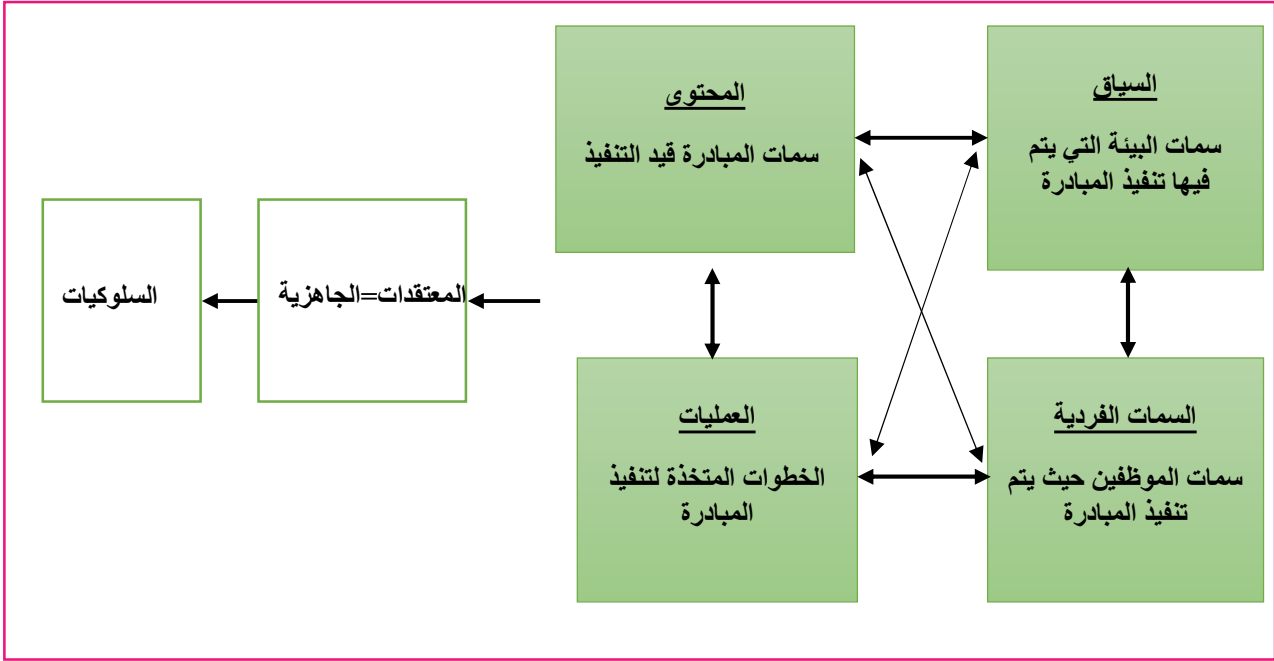 السياق
سمات البيئة التي يتم
فيها تنفيذ المبادرة
المحتوى
سمات المبادرة قيد التنفيذ
المعتقدات=الجاهزية
السلوكيات
السمات الفردية
سمات الموظفين حيث يتم
تنفيذ المبادرة
العمليات
الخطوات المتخذة لتنفيذ
المبادرة